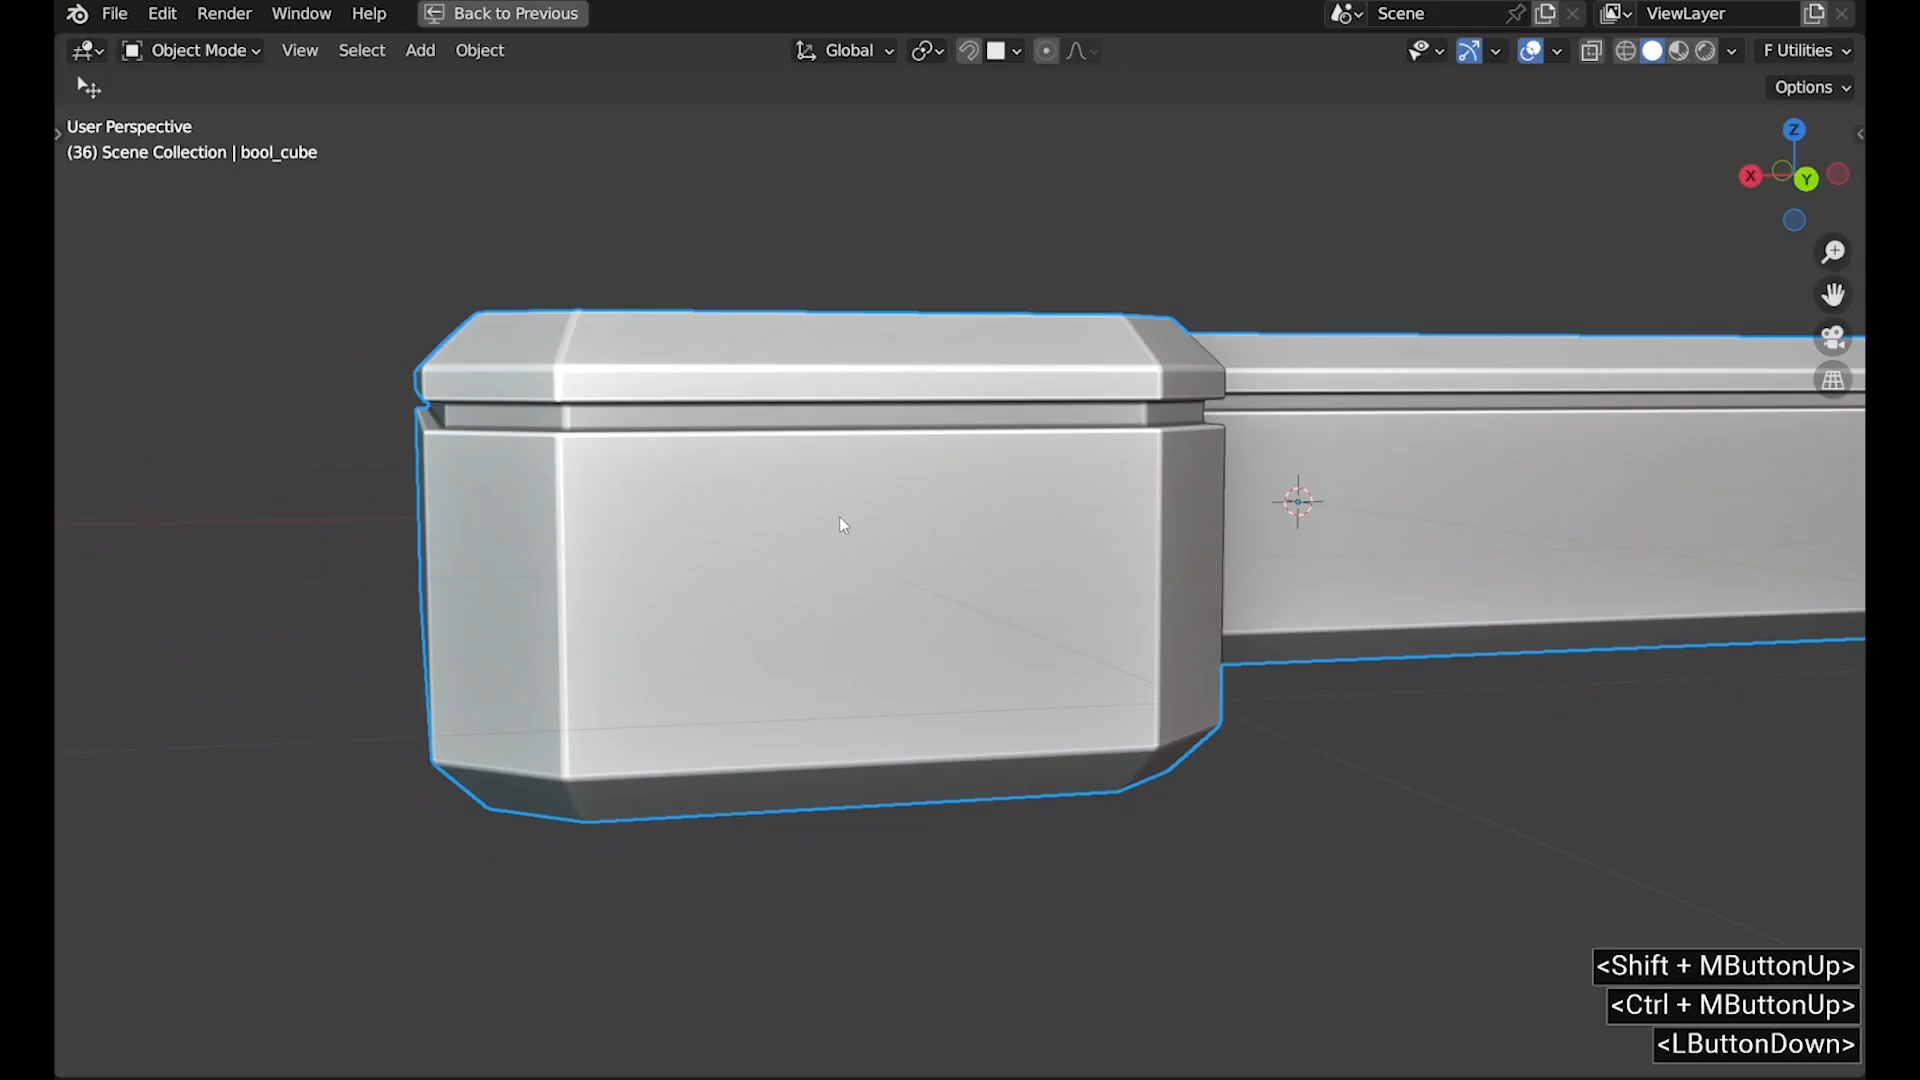 File Edit Render Window Help Back to Previous Scene ViewLayer
Object Mode View Select Add Object Global F Utilities
Options
User Perspective
(36) Scene Collection | bool_cube
Z
X
Y
<Shift + MButtonUp>
<Ctrl + MButtonUp>
<LButtonDown>